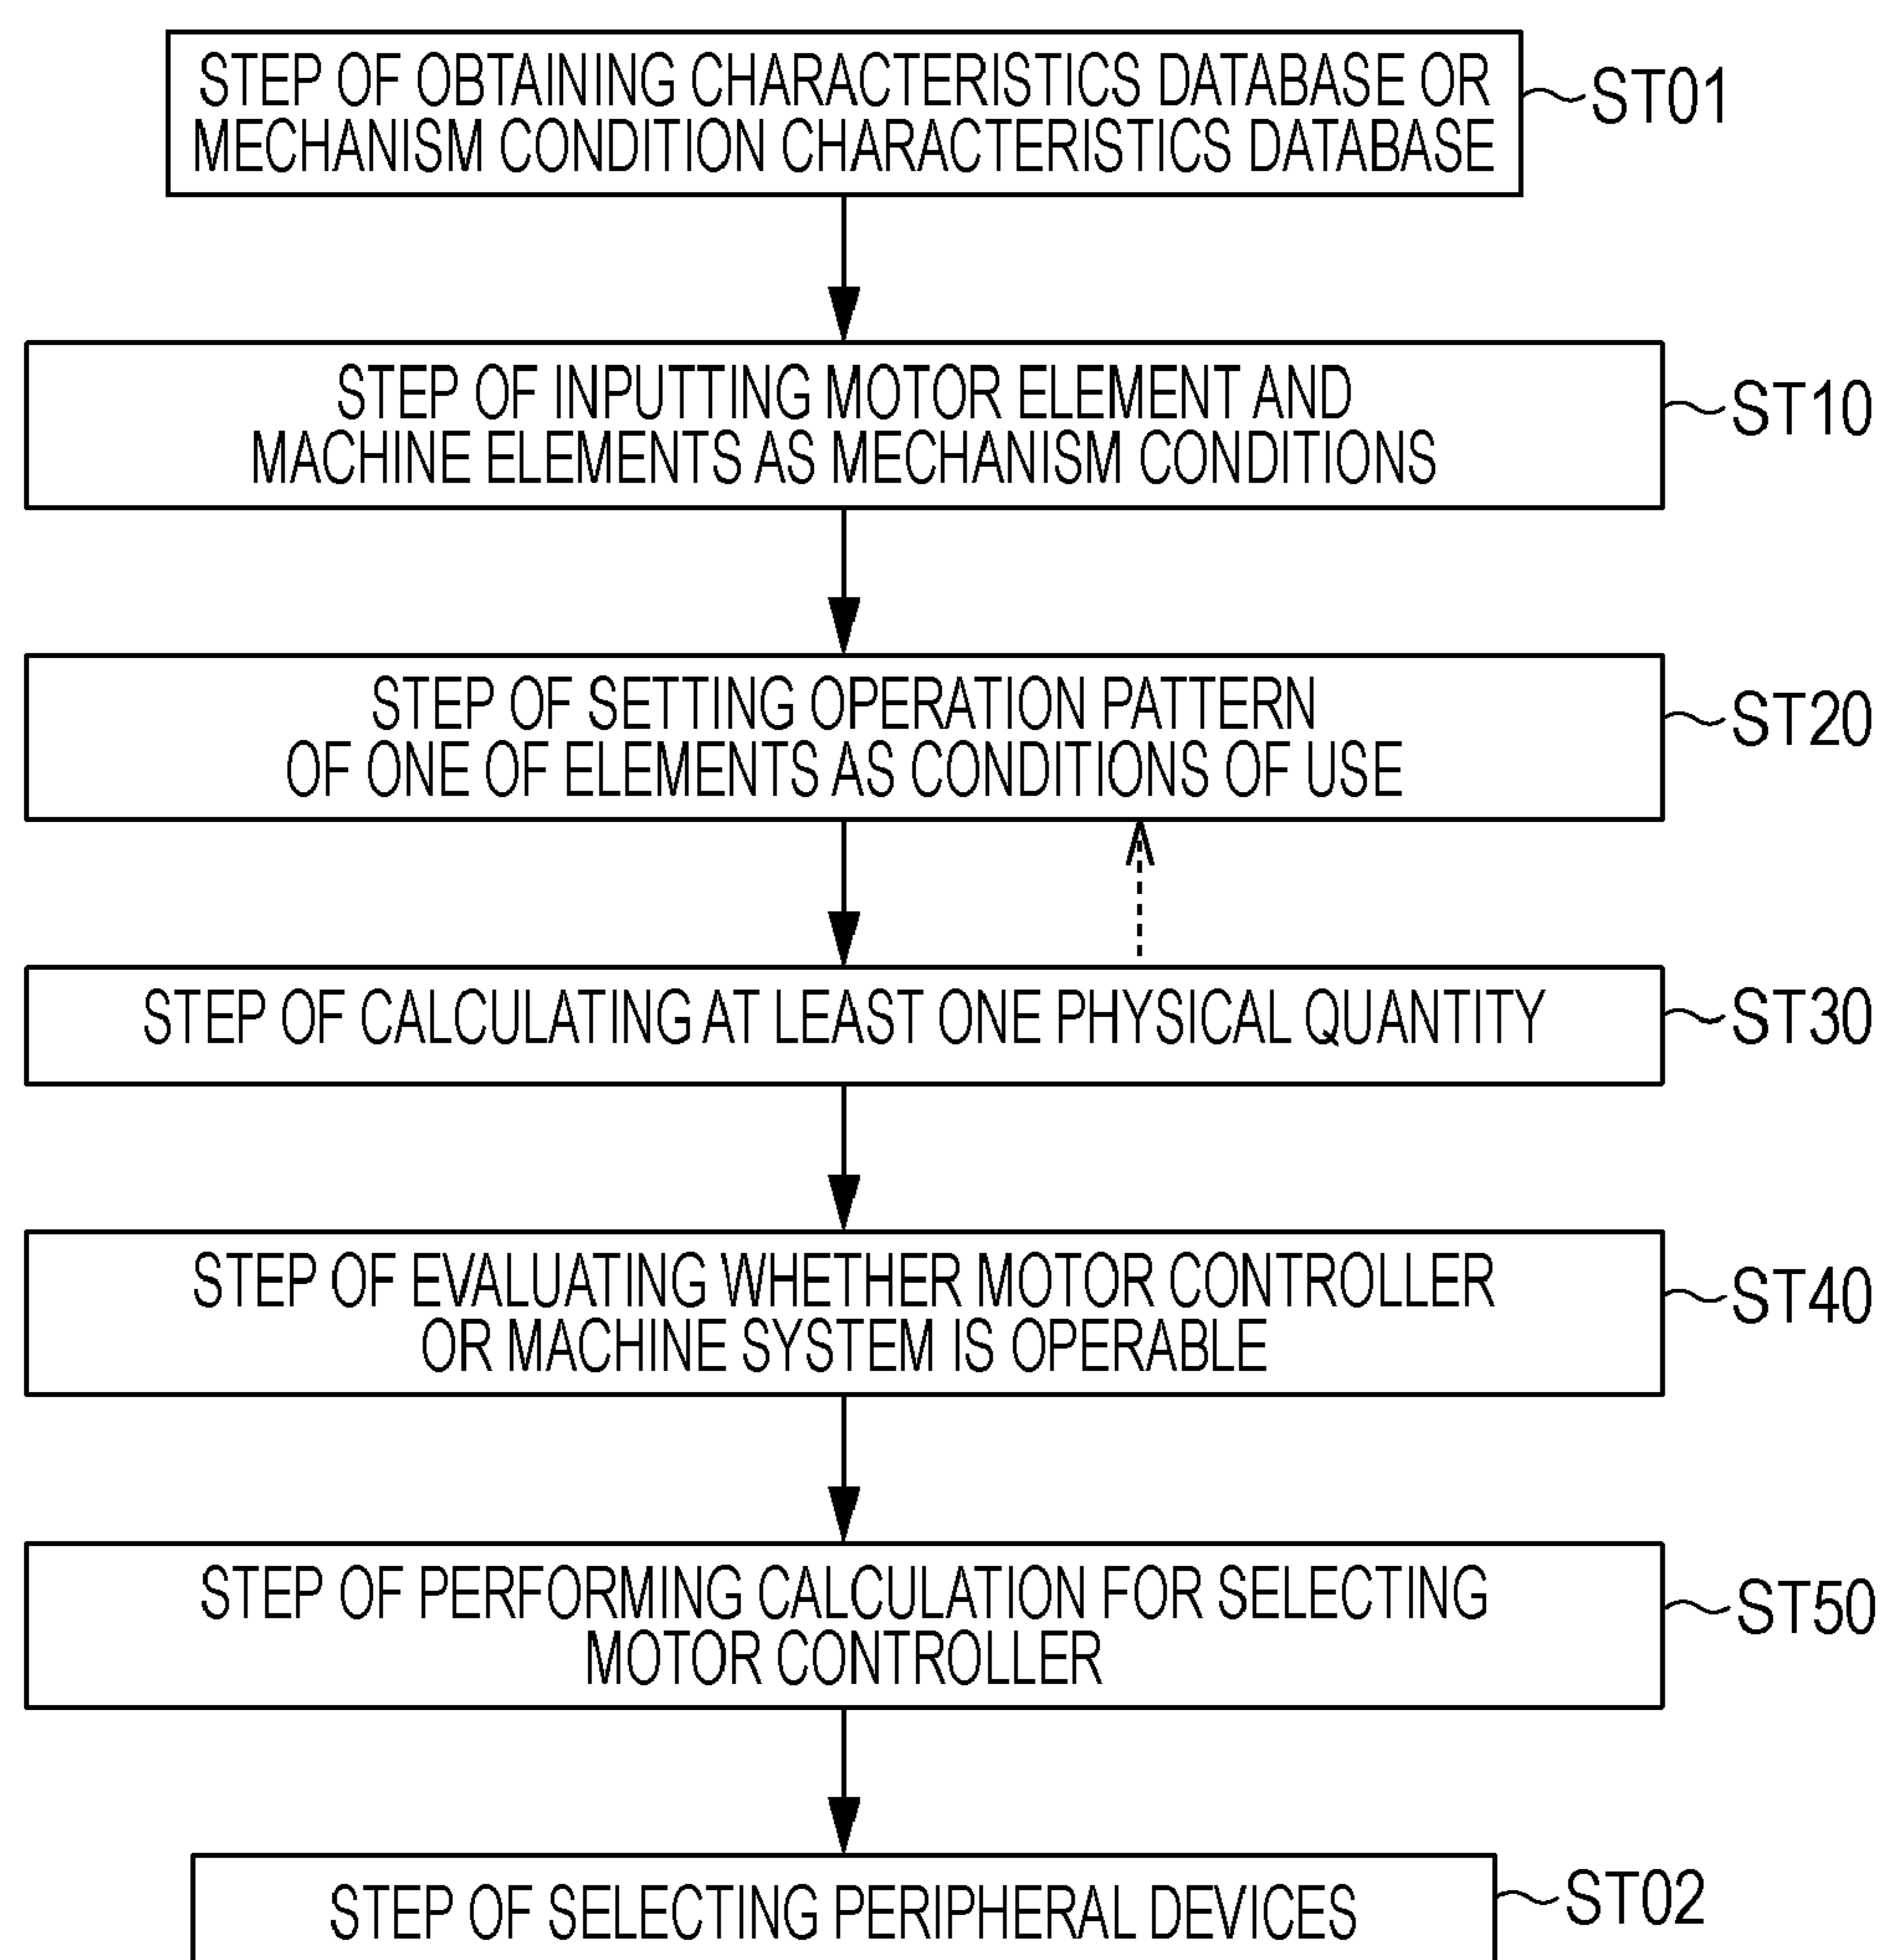 STEP OF OBTAINING CHARACTERISTICS DATABASE OR
MECHANISM CONDITION CHARACTERISTICS DATABASE
ST01
STEP OF INPUTTING MOTOR ELEMENT AND
MACHINE ELEMENTS AS MECHANISM CONDITIONS
ST10
STEP OF SETTING OPERATION PATTERN
OF ONE OF ELEMENTS AS CONDITIONS OF USE
ST20
STEP OF CALCULATING AT LEAST ONE PHYSICAL QUANTITY
ST30
STEP OF EVALUATING WHETHER MOTOR CONTROLLER
OR MACHINE SYSTEM IS OPERABLE
ST40
STEP OF PERFORMING CALCULATION FOR SELECTING
MOTOR CONTROLLER
ST50
STEP OF SELECTING PERIPHERAL DEVICES
ST02